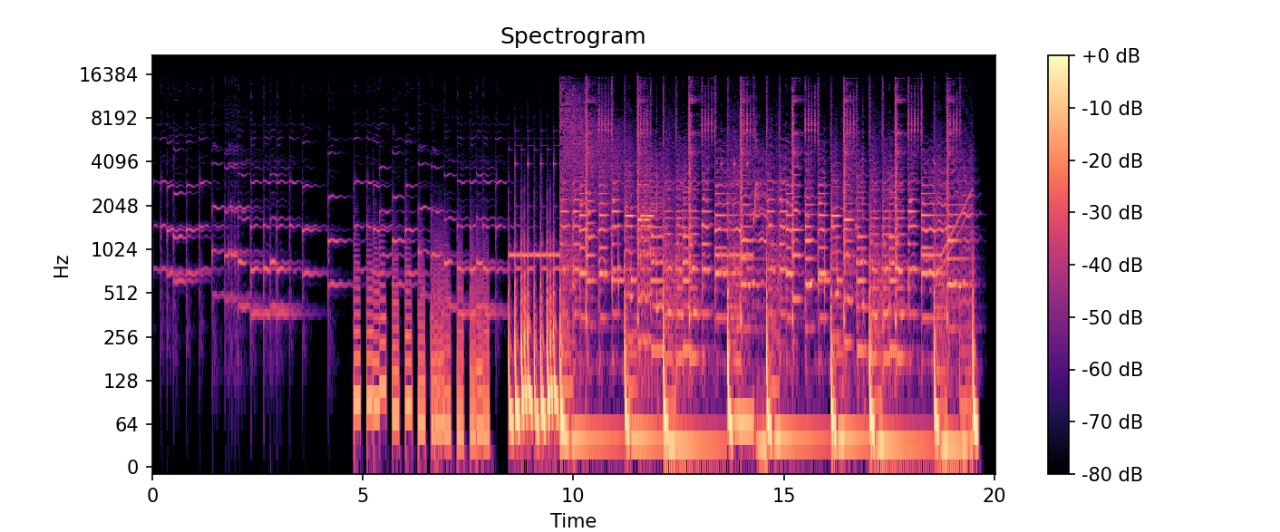 Spectrogram
16384
8192
4096
2048
1024
512
256
128
64
0
Hz
0 5 10 15 20
Time
+0 dB
-10 dB
-20 dB
-30 dB
-40 dB
-50 dB
-60 dB
-70 dB
-80 dB